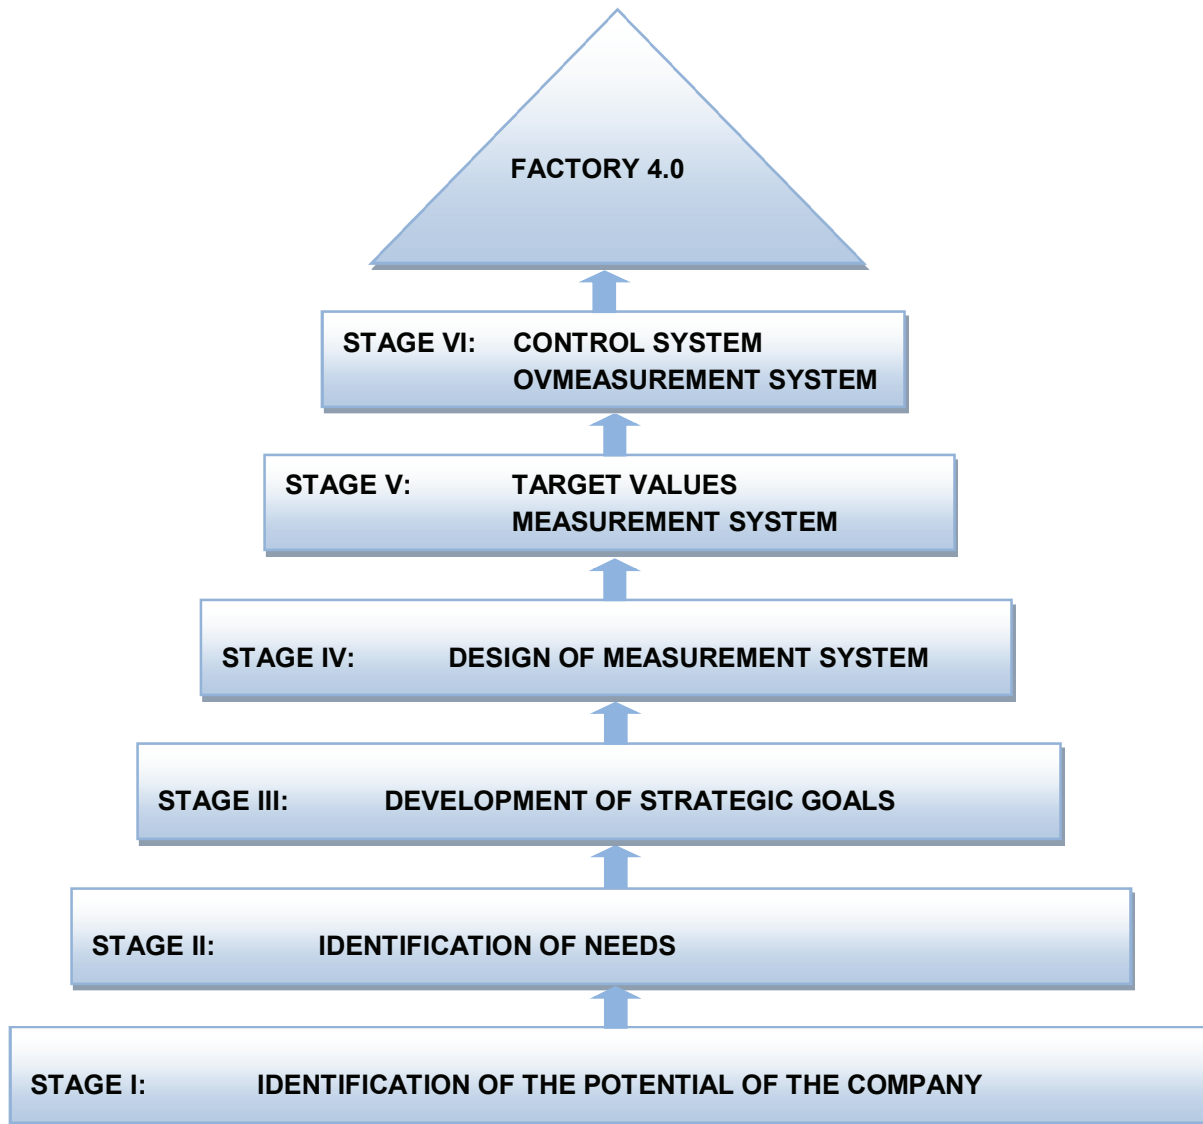 FACTORY 4.0
STAGE VI: CONTROL SYSTEM
OVMEASUREMENT SYSTEM
STAGE V: TARGET VALUES
MEASUREMENT SYSTEM
STAGE IV: DESIGN OF MEASUREMENT SYSTEM
STAGE III: DEVELOPMENT OF STRATEGIC GOALS
STAGE II: IDENTIFICATION OF NEEDS
STAGE I: IDENTIFICATION OF THE POTENTIAL OF THE COMPANY